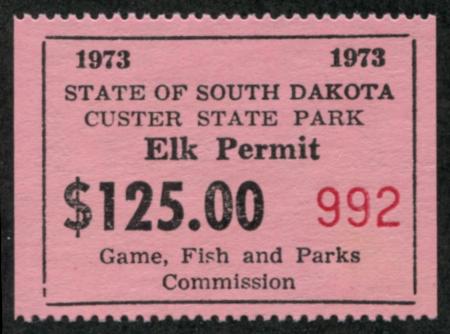 1973 1973
STATE OF SOUTH DAKOTA
CUSTER STATE PARK
Elk Permit
$125.00 992
Game, Fish and Parks
Commission